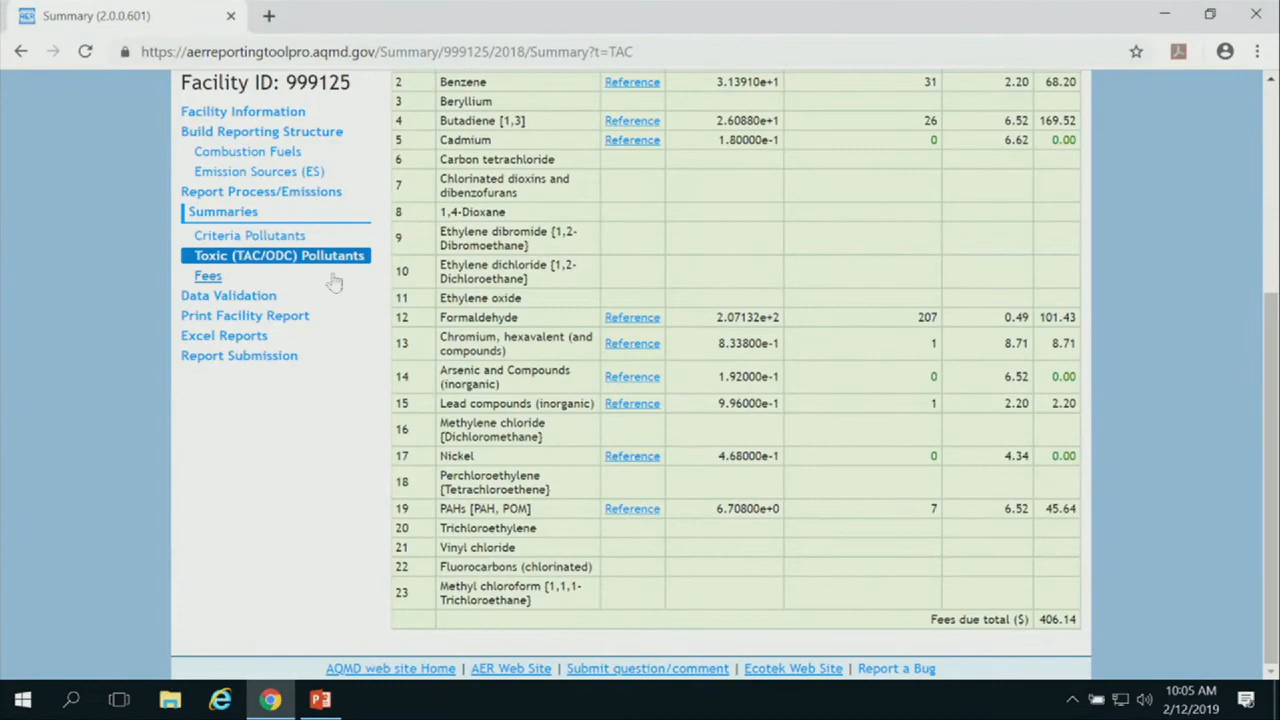 Summary (2.0.0.601)
https://aerreportingtoolpro.aqmd.gov/Summary/999125/2018/Summary?t=TAC
Facility ID: 999125
Facility Information
Build Reporting Structure
Combustion Fuels
Emission Sources (ES)
Report Process/Emissions
Summaries
Criteria Pollutants
Toxic (TAC/ODC) Pollutants
Fees
Data Validation
Print Facility Report
Excel Reports
Report Submission
2 Benzene Reference 3.13910e+1 31 2.20 68.20
3 Beryllium
4 Butadiene [1,3] Reference 2.60880e+1 26 6.52 169.52
5 Cadmium Reference 1.80000e-1 0 6.62 0.00
6 Carbon tetrachloride
7 Chlorinated dioxins and
dibenzofurans
8 1,4-Dioxane
9 Ethylene dibromide {1,2-
Dibromoethane}
10 Ethylene dichloride {1,2-
Dichloroethane}
11 Ethylene oxide
12 Formaldehyde Reference 2.07132e+2 207 0.49 101.43
13 Chromium, hexavalent (and
compounds) Reference 8.33800e-1 1 8.71 8.71
14 Arsenic and Compounds
(inorganic) Reference 1.92000e-1 0 6.52 0.00
15 Lead compounds (inorganic) Reference 9.96000e-1 1 2.20 2.20
16 Methylene chloride
{Dichloromethane}
17 Nickel Reference 4.68000e-1 0 4.34 0.00
18 Perchloroethylene
{Tetrachloroethene}
19 PAHs [PAH, POM] Reference 6.70800e+0 7 6.52 45.64
20 Trichloroethylene
21 Vinyl chloride
22 Fluorocarbons (chlorinated)
23 Methyl chloroform {1,1,1-
Trichloroethane}
Fees due total ($) 406.14
AQMD web site Home | AER Web Site | Submit question/comment | Ecotek Web Site | Report a Bug
10:05 AM
2/12/2019